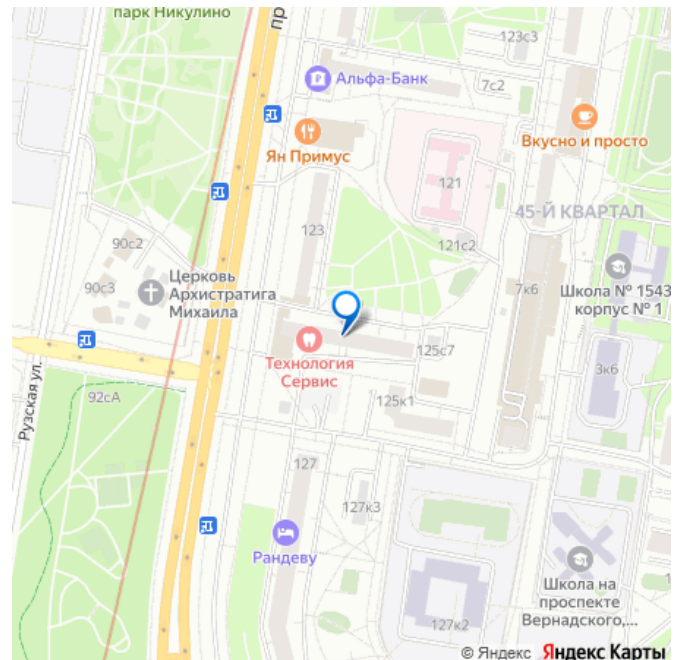 парк Никулино
пр
123с3
Альфа-Банк
7с2
Вкусно и просто
Ян Примус
121
45-Й КВАРТАЛ
123
90с2
121с2
90с3
Церковь
Архистратига
Михаила
7к6
Школа № 1543
корпус № 1
Технология
Сервис
125с7
3к6
Рузская ул.
92сА
125к1
127
127к3
Рандеву
Школа на
проспекте
Вернадского,...
127к2
1
© Яндекс Яндекс Карты